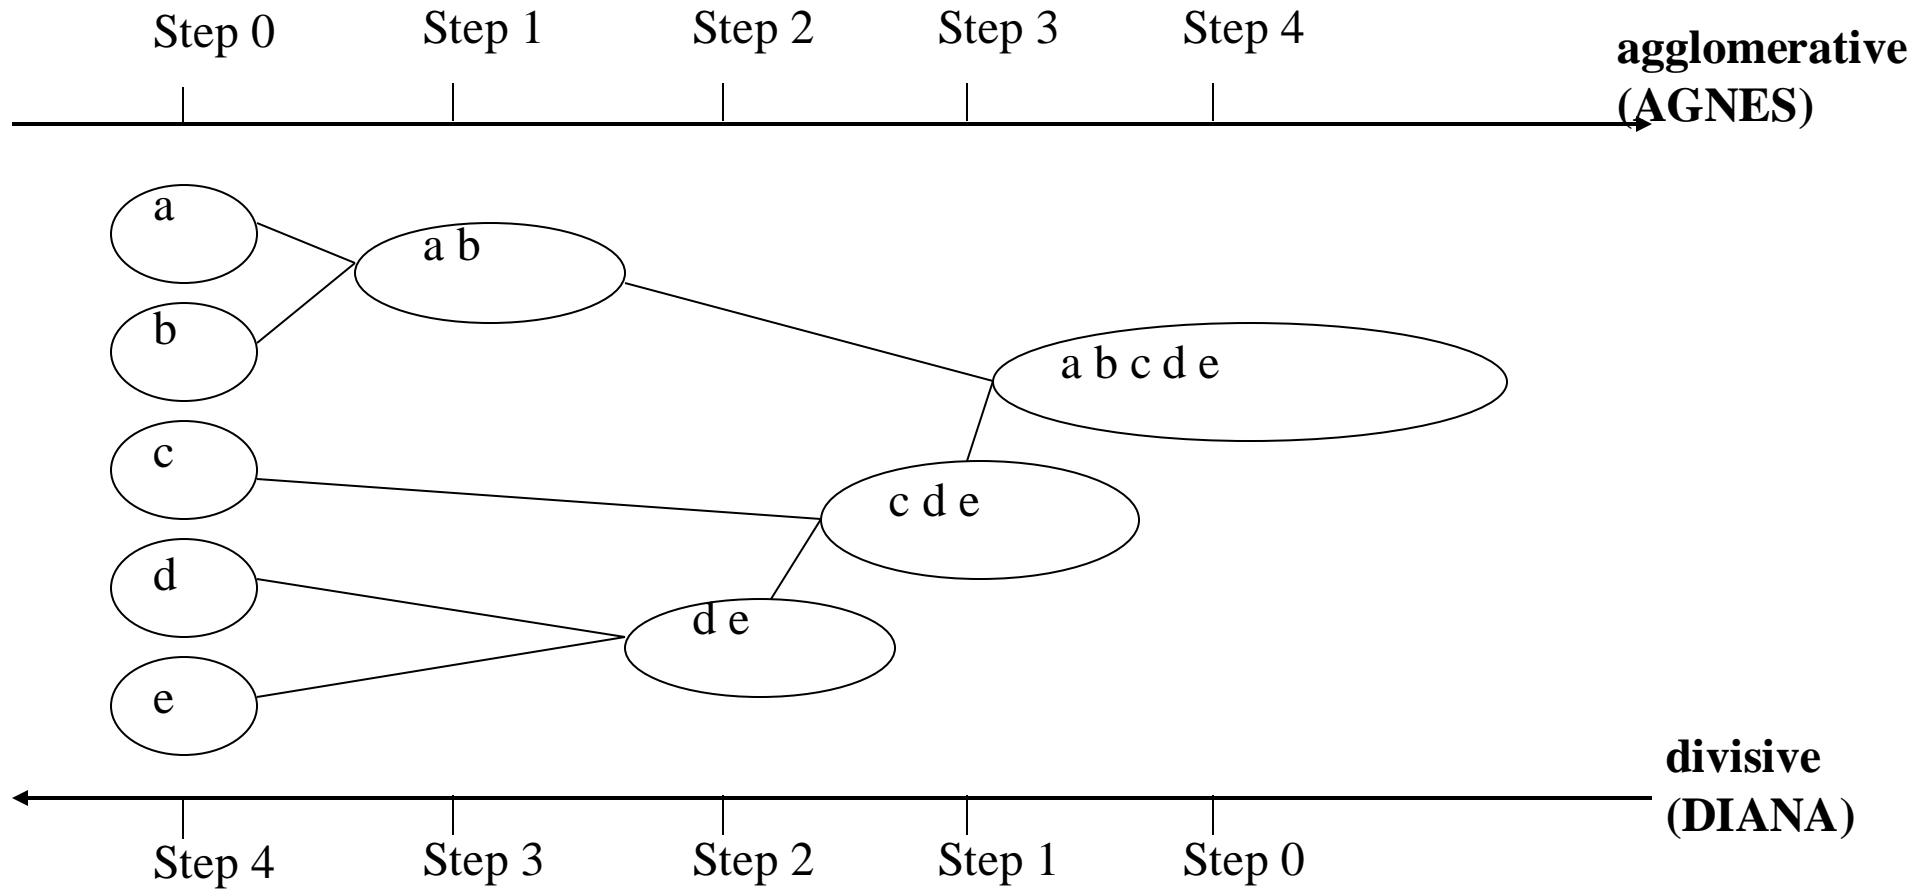 Step 0
Step 1
Step 2
Step 3
Step 4
agglomerative
(AGNES)
a
a b
b
a b c d e
c
c d e
d
d e
e
divisive
(DIANA)
Step 4
Step 3
Step 2
Step 1
Step 0